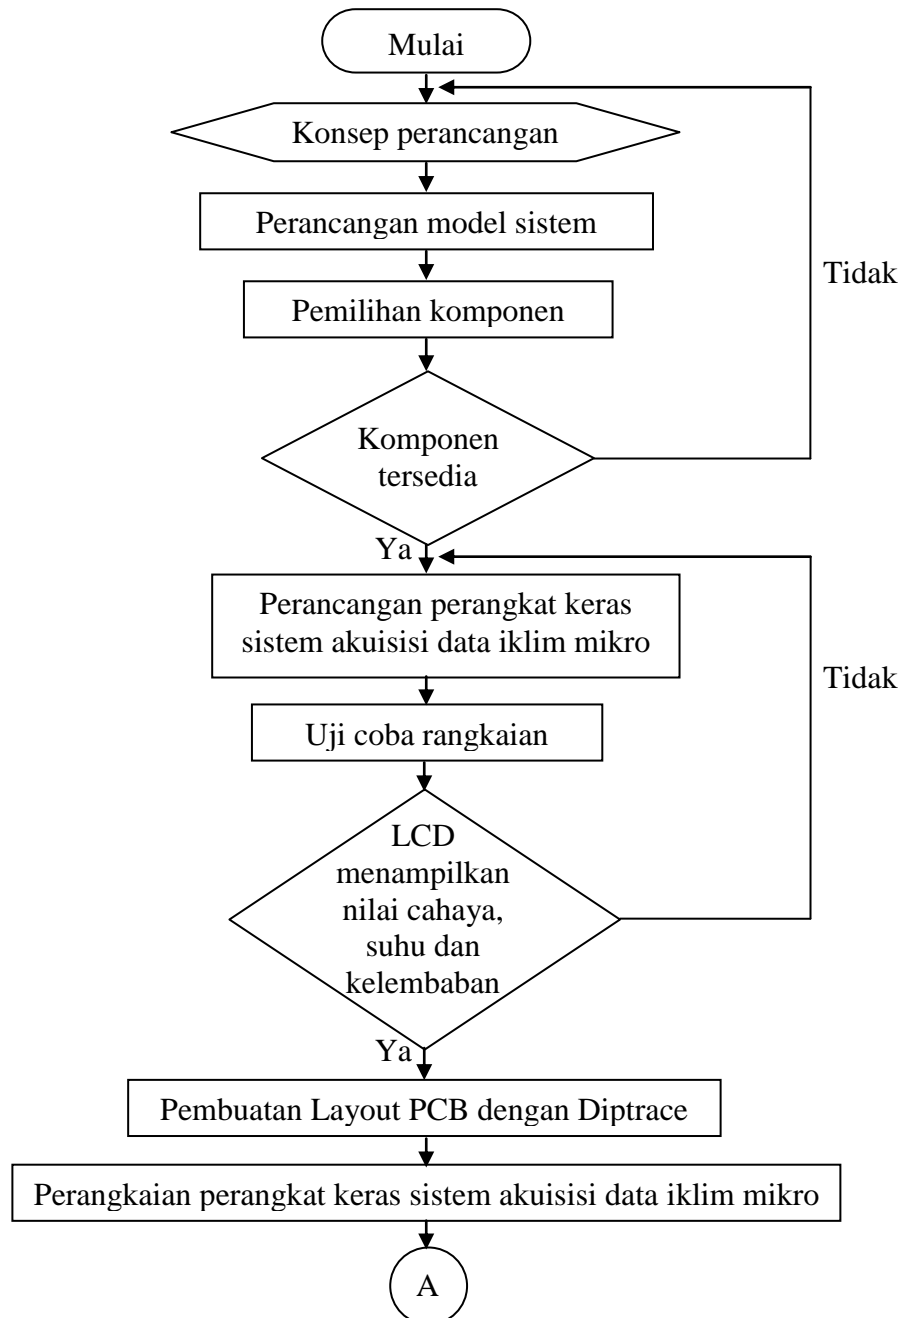 Mulai
Konsep perancangan
Perancangan model sistem
Tidak
Pemilihan komponen
Komponen
tersedia
Ya
Perancangan perangkat keras
sistem akuisisi data iklim mikro
Tidak
Uji coba rangkaian
LCD
menampilkan
nilai cahaya,
suhu dan
kelembaban
Ya
Pembuatan Layout PCB dengan Diptrace
Perangkaian perangkat keras sistem akuisisi data iklim mikro
A